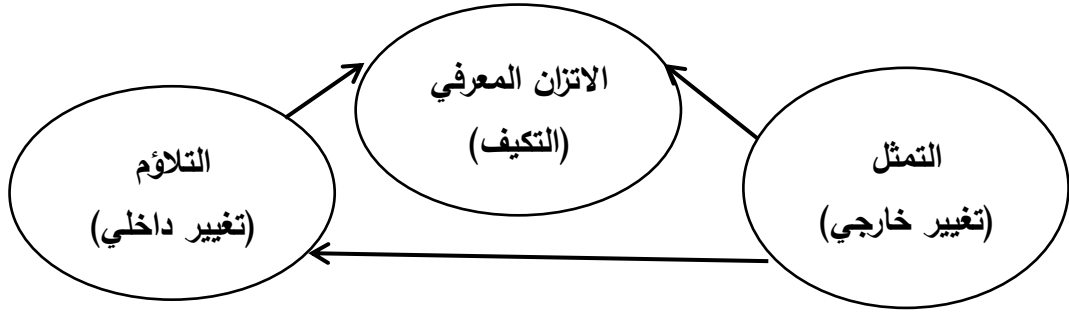 الاتزان المعرفي
(التكيف)
التمثل
(تغيير خارجي)
التلاؤم
(تغيير داخلي)